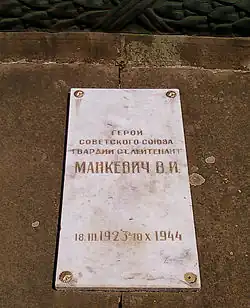 ГЕРОЙ
СОВЕТСКОГО СОЮЗА
ГВАРДИИ СТ. ЛЕЙТЕНАНТ
МАНКЕВИЧ В.И.
18.III.1923-10.X.1944